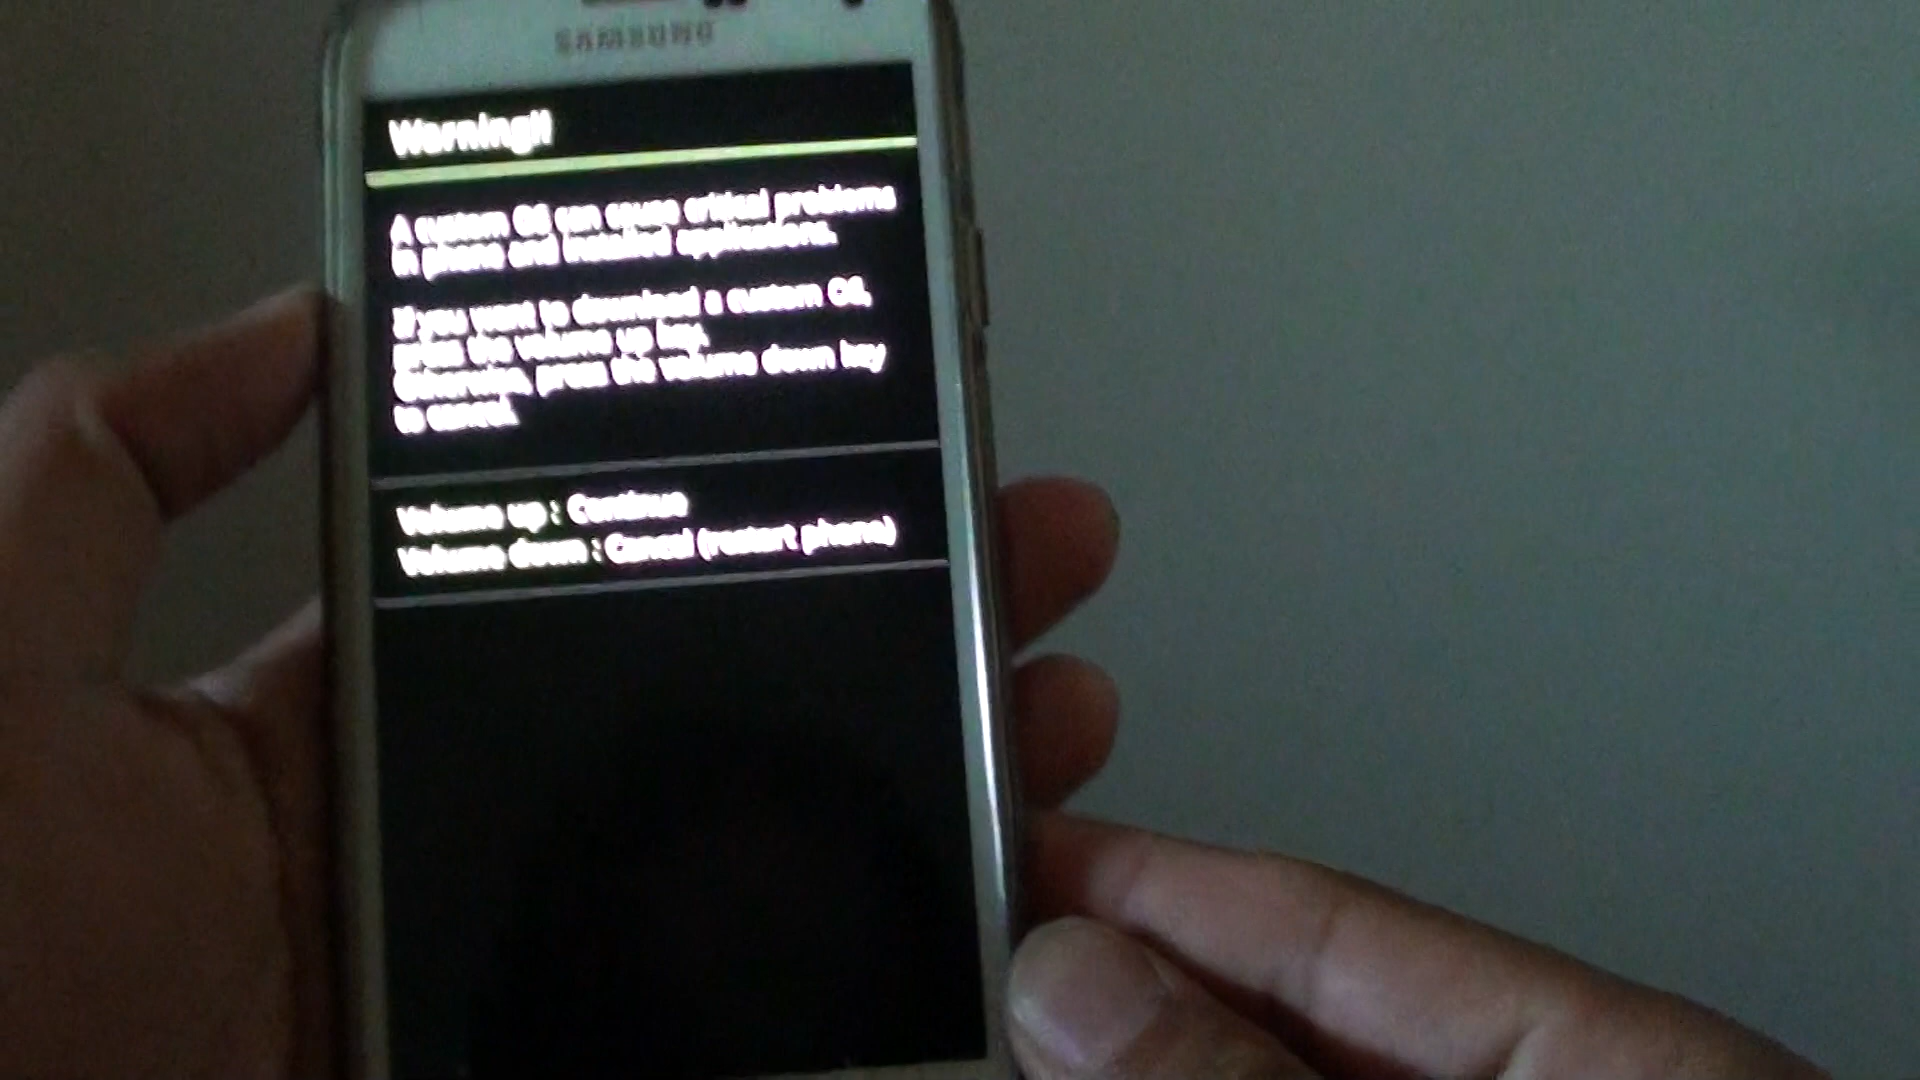 SAMSUNG
Warning!!
A custom OS can cause critical problems
in phone and installed applications.
If you want to download a custom OS,
press the volume up key.
Otherwise, press the volume down key
to cancel.
Volume up : Continue
Volume down : Cancel (restart phone)